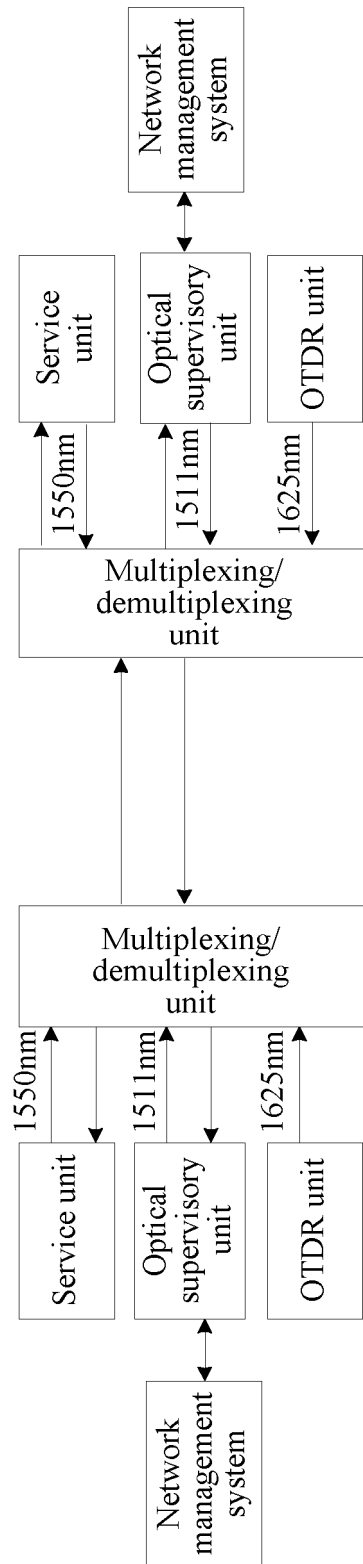 Network
management
system
Service unit
1550nm
Optical
supervisory
unit
1511nm
OTDR unit
1625nm
Multiplexing/
demultiplexing
unit
Multiplexing/
demultiplexing
unit
Service
unit
1550nm
Optical
supervisory
unit
1511nm
OTDR unit
1625nm
Network
management
system